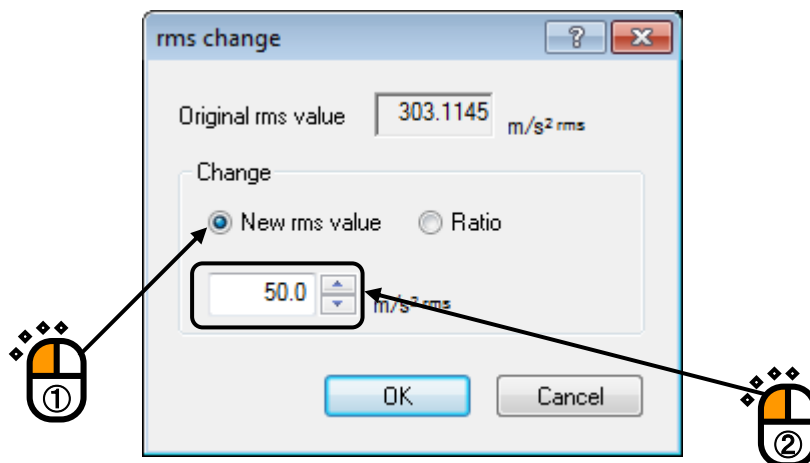 rms change
Original rms value 303.1145 m/s² rms
Change
New rms value Ratio
50.0 m/s² rms
① OK Cancel
②